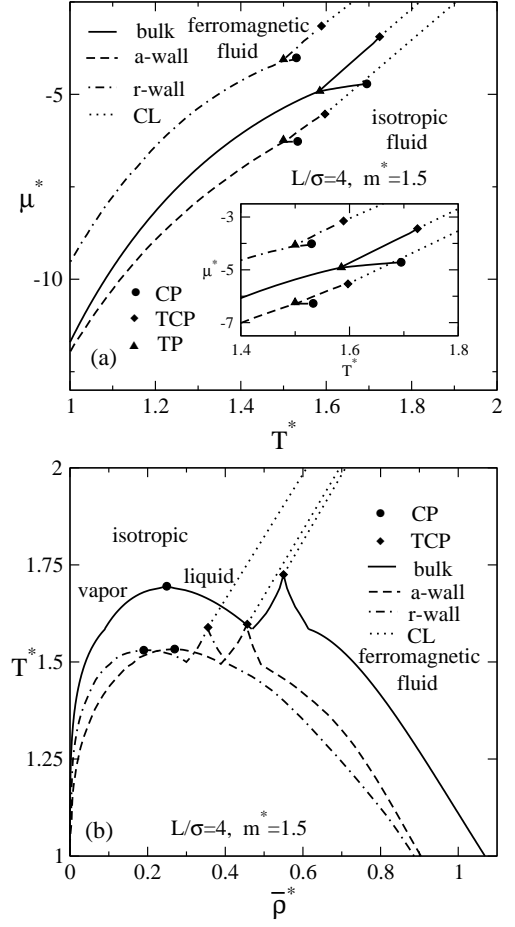 bulk
a-wall
r-wall
CL
ferromagnetic
fluid
isotropic
fluid
L/σ=4, m*=1.5
-5
-10
μ*
CP
TCP
TP
(a)
-3
-5
-7
μ*
1.4
1.6
1.8
T*
1
1.2
1.4
1.6
1.8
2
T*
2
1.75
1.5
1.25
1
T*
isotropic
vapor
liquid
CP
TCP
bulk
a-wall
r-wall
CL
ferromagnetic
fluid
(b)
L/σ=4, m*=1.5
0
0.2
0.4
0.6
0.8
1
ρ̅*